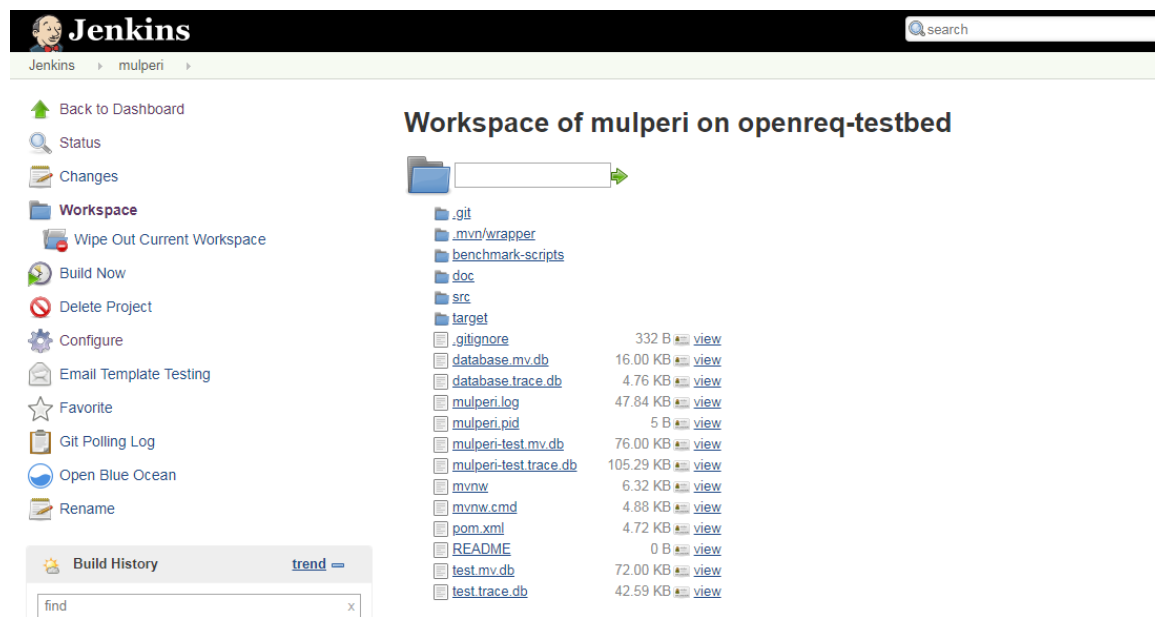 Jenkins
search
Jenkins mulperi
Back to Dashboard
Status
Changes
Workspace
Wipe Out Current Workspace
Build Now
Delete Project
Configure
Email Template Testing
Favorite
Git Polling Log
Open Blue Ocean
Rename
Build History trend
find x
Workspace of mulperi on openreq-testbed
.git
.mvn/wrapper
benchmark-scripts
doc
src
target
.gitignore 332 B view
database.mv.db 16.00 KB view
database.trace.db 4.76 KB view
mulperi.log 47.84 KB view
mulperi.pid 5 B view
mulperi-test.mv.db 76.00 KB view
mulperi-test.trace.db 105.29 KB view
mvnw 6.32 KB view
mvnw.cmd 4.88 KB view
pom.xml 4.72 KB view
README 0 B view
test.mv.db 72.00 KB view
test.trace.db 42.59 KB view